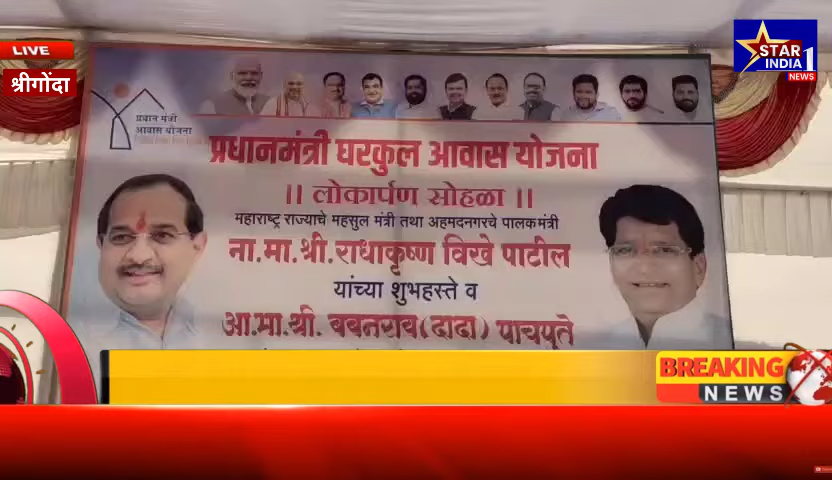 LIVE
श्रीगोंदा
STAR
INDIA 1
NEWS
प्रधान मंत्री
आवास योजना
प्रधानमंत्री घरकुल आवास योजना
|| लोकार्पण सोहळा ||
महाराष्ट्र राज्याचे महसुल मंत्री तथा अहमदनगरचे पालकमंत्री
ना.मा.श्री.राधाकृष्ण विखे पाटील
यांच्या शुभहस्ते व
आ.मा.श्री. बबनराव(दादा) पाचपुते
BREAKING
NEWS